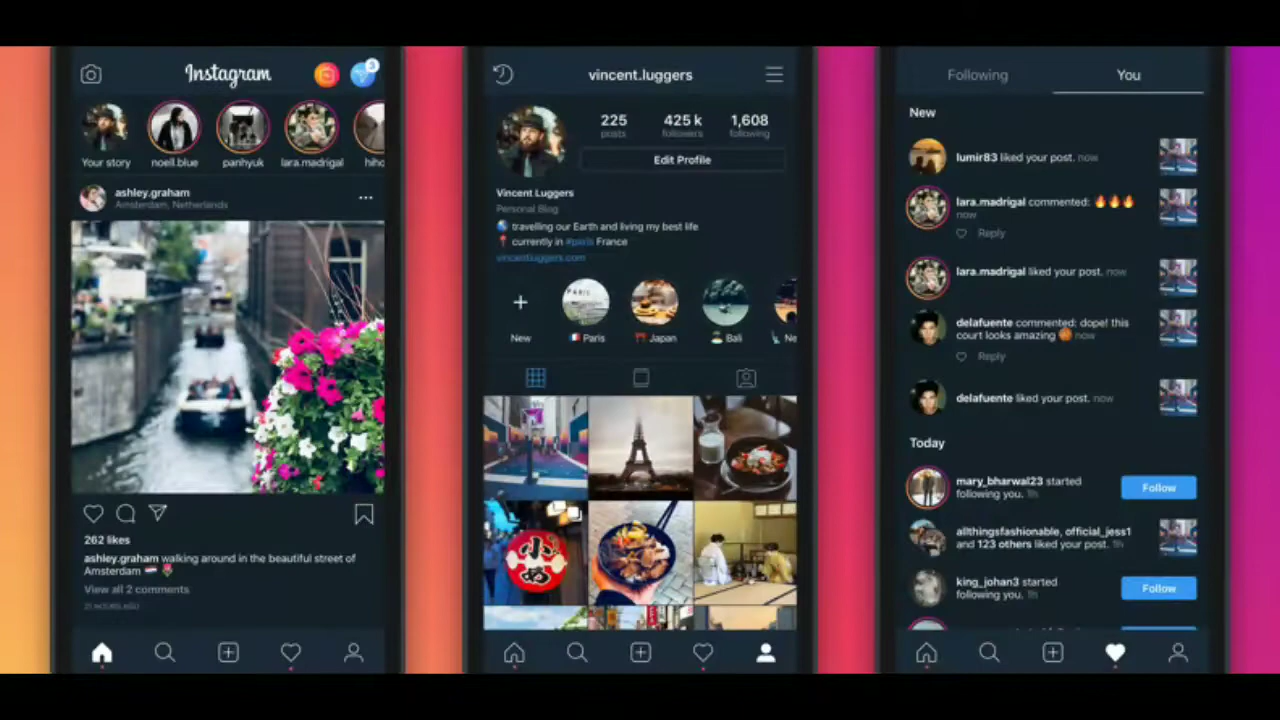 Instagram
3
Your story
noell.blue
panhyuk
lara.madrigal
hiho
ashley.graham
Amsterdam, Netherlands
262 likes
ashley.graham walking around in the beautiful street of
Amsterdam 🇳🇱 🌷
View all 2 comments
vincent.luggers
225
425 k
1,608
posts
followers
following
Edit Profile
Vincent Luggers
Personal Blog
🌏 travelling our Earth and living my best life
📍 currently in #paris France
vincentluggers.com
New
🇫🇷 Paris
⛩️ Japan
🏝️ Bali
🗽 Ne
PARIS
小
Following
You
New
lumir83 liked your post. now
lara.madrigal commented: 🔥🔥🔥
now
Reply
lara.madrigal liked your post. now
delafuente commented: dope! this
court looks amazing 🏀 now
Reply
delafuente liked your post. now
Today
mary_bharwal23 started
following you. 1h
Follow
allthingsfashionable, official_jess1
and 123 others liked your post. 1h
king_johan3 started
following you. 1h
Follow